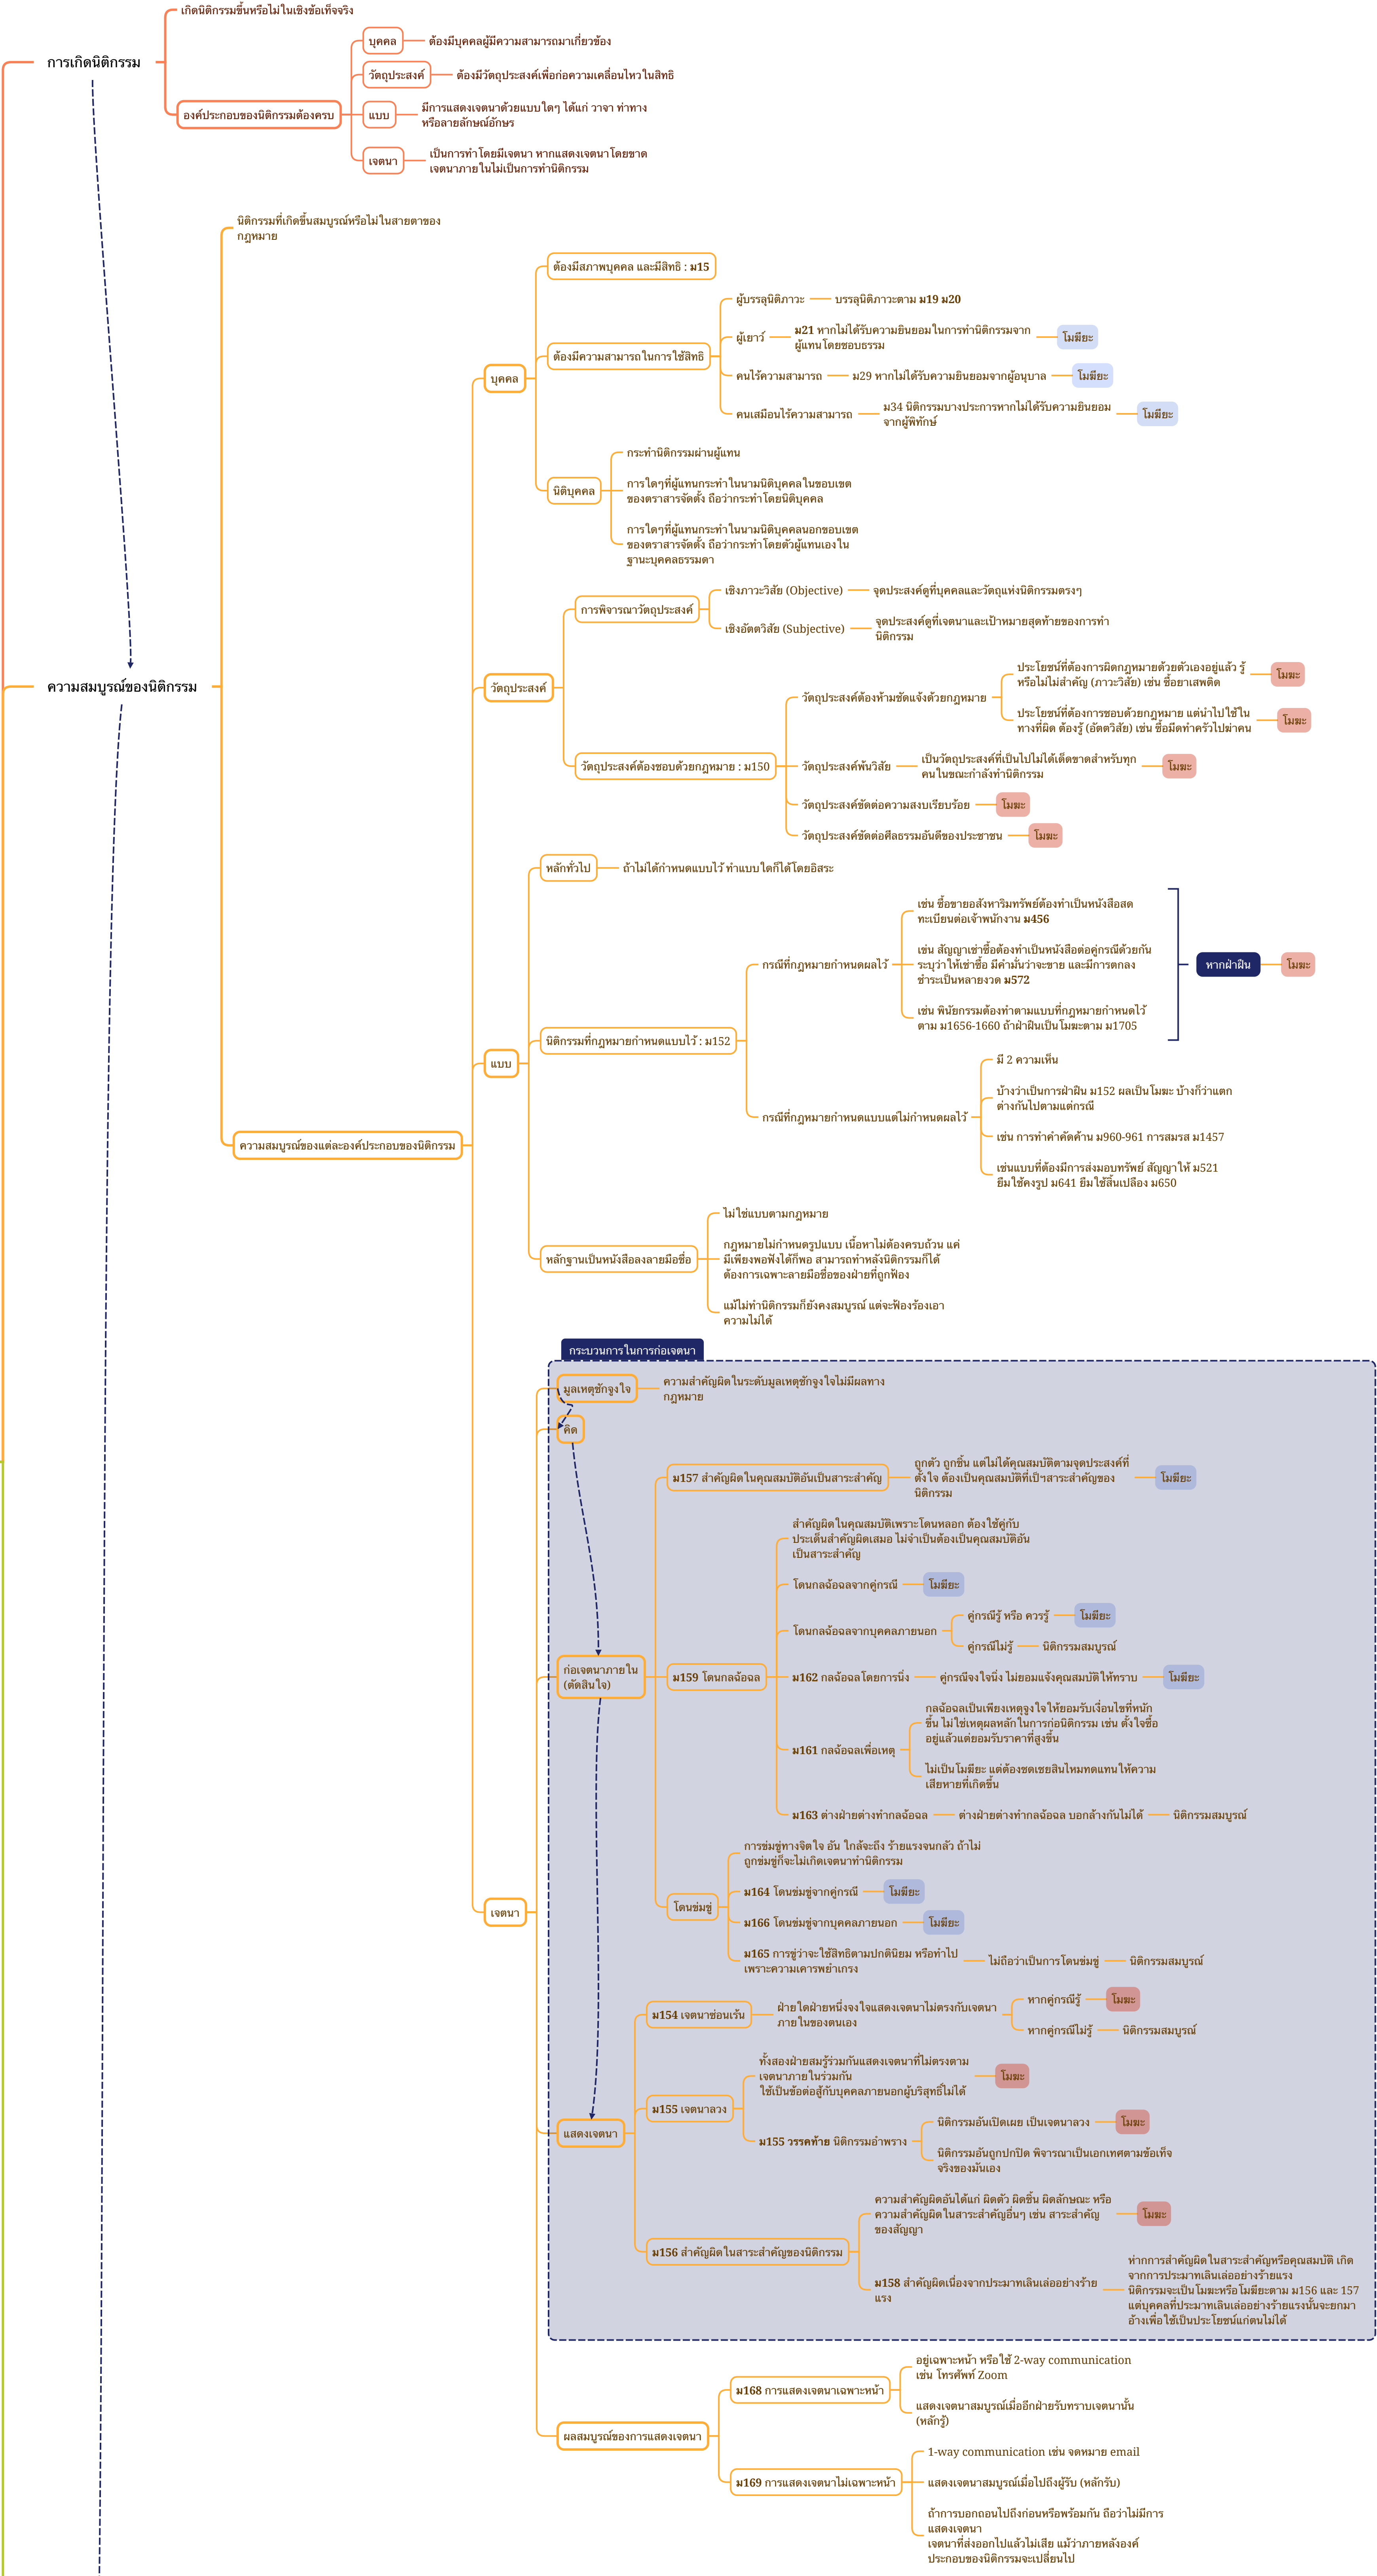 เกิดนิติกรรมขึ้นหรือไม่ในเชิงข้อเท็จจริง
การเกิดนิติกรรม
องค์ประกอบของนิติกรรมต้องครบ
บุคคล
ต้องมีบุคคลผู้มีความสามารถมาเกี่ยวข้อง
วัตถุประสงค์
ต้องมีวัตถุประสงค์เพื่อก่อความเคลื่อนไหวในสิทธิ
แบบ
มีการแสดงเจตนาด้วยแบบใดๆ ได้แก่ วาจา ท่าทาง
หรือลายลักษณ์อักษร
เจตนา
เป็นการทำโดยมีเจตนา หากแสดงเจตนาโดยขาด
เจตนาภายในไม่เป็นการทำนิติกรรม
ความสมบูรณ์ของนิติกรรม
นิติกรรมที่เกิดขึ้นสมบูรณ์หรือไม่ในสายตาของ
กฎหมาย
ความสมบูรณ์ของแต่ละองค์ประกอบของนิติกรรม
บุคคล
ต้องมีสภาพบุคคล และมีสิทธิ : ม15
ต้องมีความสามารถในการใช้สิทธิ
ผู้บรรลุนิติภาวะ
บรรลุนิติภาวะตาม ม19 ม20
ผู้เยาว์
ม21 หากไม่ได้รับความยินยอมในการทำนิติกรรมจาก
ผู้แทนโดยชอบธรรม
โมฆียะ
คนไร้ความสามารถ
ม29 หากไม่ได้รับความยินยอมจากผู้อนุบาล
โมฆียะ
คนเสมือนไร้ความสามารถ
ม34 นิติกรรมบางประการหากไม่ได้รับความยินยอม
จากผู้พิทักษ์
โมฆียะ
นิติบุคคล
กระทำนิติกรรมผ่านผู้แทน
การใดๆที่ผู้แทนกระทำในนามนิติบุคคลในขอบเขต
ของตราสารจัดตั้ง ถือว่ากระทำโดยนิติบุคคล
การใดๆที่ผู้แทนกระทำในนามนิติบุคคลนอกขอบเขต
ของตราสารจัดตั้ง ถือว่ากระทำโดยตัวผู้แทนเองใน
ฐานะบุคคลธรรมดา
วัตถุประสงค์
การพิจารณาวัตถุประสงค์
เชิงภาวะวิสัย (Objective)
จุดประสงค์ดูที่บุคคลและวัตถุแห่งนิติกรรมตรงๆ
เชิงอัตตวิสัย (Subjective)
จุดประสงค์ดูที่เจตนาและเป้าหมายสุดท้ายของการทำ
นิติกรรม
วัตถุประสงค์ต้องชอบด้วยกฎหมาย : ม150
วัตถุประสงค์ต้องห้ามชัดแจ้งด้วยกฎหมาย
ประโยชน์ที่ต้องการผิดกฎหมายด้วยตัวเองอยู่แล้ว รู้
หรือไม่ไม่สำคัญ (ภาวะวิสัย) เช่น ซื้อยาเสพติด
โมฆะ
ประโยชน์ที่ต้องการชอบด้วยกฎหมาย แต่นำไปใช้ใน
ทางที่ผิด ต้องรู้ (อัตตวิสัย) เช่น ซื้อมีดทำครัวไปฆ่าคน
โมฆะ
วัตถุประสงค์พ้นวิสัย
เป็นวัตถุประสงค์ที่เป็นไปไม่ได้เด็ดขาดสำหรับทุก
คนในขณะกำลังทำนิติกรรม
โมฆะ
วัตถุประสงค์ขัดต่อความสงบเรียบร้อย
โมฆะ
วัตถุประสงค์ขัดต่อศีลธรรมอันดีของประชาชน
โมฆะ
แบบ
หลักทั่วไป
ถ้าไม่ได้กำหนดแบบไว้ ทำแบบใดก็ได้โดยอิสระ
นิติกรรมที่กฎหมายกำหนดแบบไว้ : ม152
กรณีที่กฎหมายกำหนดผลไว้
เช่น ซื้อขายอสังหาริมทรัพย์ต้องทำเป็นหนังสือสด
ทะเบียนต่อเจ้าพนักงาน ม456
เช่น สัญญาเช่าซื้อต้องทำเป็นหนังสือต่อคู่กรณีด้วยกัน
ระบุว่าให้เช่าซื้อ มีคำมั่นว่าจะขาย และมีการตกลง
ชำระเป็นหลายงวด ม572
เช่น พินัยกรรมต้องทำตามแบบที่กฎหมายกำหนดไว้
ตาม ม1656-1660 ถ้าฝ่าฝืนเป็นโมฆะตาม ม1705
หากฝ่าฝืน
โมฆะ
กรณีที่กฎหมายกำหนดแบบแต่ไม่กำหนดผลไว้
มี 2 ความเห็น
บ้างว่าเป็นการฝ่าฝืน ม152 ผลเป็นโมฆะ บ้างก็ว่าแตก
ต่างกันไปตามแต่กรณี
เช่น การทำคำคัดค้าน ม960-961 การสมรส ม1457
เช่นแบบที่ต้องมีการส่งมอบทรัพย์ สัญญาให้ ม521
ยืมใช้คงรูป ม641 ยืมใช้สิ้นเปลือง ม650
หลักฐานเป็นหนังสือลงลายมือชื่อ
ไม่ใช่แบบตามกฎหมาย
กฎหมายไม่กำหนดรูปแบบ เนื้อหาไม่ต้องครบถ้วน แค่
มีเพียงพอฟังได้ก็พอ สามารถทำหลังนิติกรรมก็ได้
ต้องการเฉพาะลายมือชื่อของฝ่ายที่ถูกฟ้อง
แม้ไม่ทำนิติกรรมก็ยังคงสมบูรณ์ แต่จะฟ้องร้องเอา
ความไม่ได้
กระบวนการในการก่อเจตนา
มูลเหตุชักจูงใจ
ความสำคัญผิดในระดับมูลเหตุชักจูงใจไม่มีผลทาง
กฎหมาย
คิด
ก่อเจตนาภายใน
(ตัดสินใจ)
ม157 สำคัญผิดในคุณสมบัติอันเป็นสาระสำคัญ
ถูกตัว ถูกชิ้น แต่ไม่ได้คุณสมบัติตามจุดประสงค์ที่
ตั้งใจ ต้องเป็นคุณสมบัติที่เป็ฯสาระสำคัญของ
นิติกรรม
โมฆียะ
ม159 โดนกลฉ้อฉล
สำคัญผิดในคุณสมบัติเพราะโดนหลอก ต้องใช้คู่กับ
ประเด็นสำคัญผิดเสมอ ไม่จำเป็นต้องเป็นคุณสมบัติอัน
เป็นสาระสำคัญ
โดนกลฉ้อฉลจากคู่กรณี
โมฆียะ
โดนกลฉ้อฉลจากบุคคลภายนอก
คู่กรณีรู้ หรือ ควรรู้
โมฆียะ
คู่กรณีไม่รู้
นิติกรรมสมบูรณ์
ม162 กลฉ้อฉลโดยการนิ่ง
คู่กรณีจงใจนิ่ง ไม่ยอมแจ้งคุณสมบัติให้ทราบ
โมฆียะ
ม161 กลฉ้อฉลเพื่อเหตุ
กลฉ้อฉลเป็นเพียงเหตุจูงใจให้ยอมรับเงื่อนไขที่หนัก
ขึ้น ไม่ใช่เหตุผลหลักในการก่อนิติกรรม เช่น ตั้งใจซื้อ
อยู่แล้วแต่ยอมรับราคาที่สูงขึ้น
ไม่เป็นโมฆียะ แต่ต้องชดเชยสินไหมทดแทนให้ความ
เสียหายที่เกิดขึ้น
ม163 ต่างฝ่ายต่างทำกลฉ้อฉล
ต่างฝ่ายต่างทำกลฉ้อฉล บอกล้างกันไม่ได้
นิติกรรมสมบูรณ์
โดนข่มขู่
การข่มขู่ทางจิตใจ อัน ใกล้จะถึง ร้ายแรงจนกลัว ถ้าไม่
ถูกข่มขู่ก็จะไม่เกิดเจตนาทำนิติกรรม
ม164 โดนข่มขู่จากคู่กรณี
โมฆียะ
ม166 โดนข่มขู่จากบุคคลภายนอก
โมฆียะ
ม165 การขู่ว่าจะใช้สิทธิตามปกตินิยม หรือทำไป
เพราะความเคารพยำเกรง
ไม่ถือว่าเป็นการโดนข่มขู่
นิติกรรมสมบูรณ์
เจตนา
แสดงเจตนา
ม154 เจตนาซ่อนเร้น
ฝ่ายใดฝ่ายหนึ่งจงใจแสดงเจตนาไม่ตรงกับเจตนา
ภายในของตนเอง
หากคู่กรณีรู้
โมฆะ
หากคู่กรณีไม่รู้
นิติกรรมสมบูรณ์
ม155 เจตนาลวง
ทั้งสองฝ่ายสมรู้ร่วมกันแสดงเจตนาที่ไม่ตรงตาม
เจตนาภายในร่วมกัน
ใช้เป็นข้อต่อสู้กับบุคคลภายนอกผู้บริสุทธิ์ไม่ได้
โมฆะ
ม155 วรรคท้าย นิติกรรมอำพราง
นิติกรรมอันเปิดเผย เป็นเจตนาลวง
โมฆะ
นิติกรรมอันถูกปกปิด พิจารณาเป็นเอกเทศตามข้อเท็จ
จริงของมันเอง
ม156 สำคัญผิดในสาระสำคัญของนิติกรรม
ความสำคัญผิดอันได้แก่ ผิดตัว ผิดชิ้น ผิดลักษณะ หรือ
ความสำคัญผิดในสาระสำคัญอื่นๆ เช่น สาระสำคัญ
ของสัญญา
โมฆะ
ม158 สำคัญผิดเนื่องจากประมาทเลินเล่ออย่างร้าย
แรง
ห่ากการสำคัญผิดในสาระสำคัญหรือคุณสมบัติ เกิด
จากการประมาทเลินเล่ออย่างร้ายแรง
นิติกรรมจะเป็นโมฆะหรือโมฆียะตาม ม156 และ 157
แต่บุคคลที่ประมาทเลินเล่ออย่างร้ายแรงนั้นจะยกมา
อ้างเพื่อใช้เป็นประโยชน์แก่ตนไม่ได้
ผลสมบูรณ์ของการแสดงเจตนา
ม168 การแสดงเจตนาเฉพาะหน้า
อยู่เฉพาะหน้า หรือใช้ 2-way communication
เช่น โทรศัพท์ Zoom
แสดงเจตนาสมบูรณ์เมื่ออีกฝ่ายรับทราบเจตนานั้น
(หลักรู้)
ม169 การแสดงเจตนาไม่เฉพาะหน้า
1-way communication เช่น จดหมาย email
แสดงเจตนาสมบูรณ์เมื่อไปถึงผู้รับ (หลักรับ)
ถ้าการบอกถอนไปถึงก่อนหรือพร้อมกัน ถือว่าไม่มีการ
แสดงเจตนา
เจตนาที่ส่งออกไปแล้วไม่เสีย แม้ว่าภายหลังองค์
ประกอบของนิติกรรมจะเปลี่ยนไป